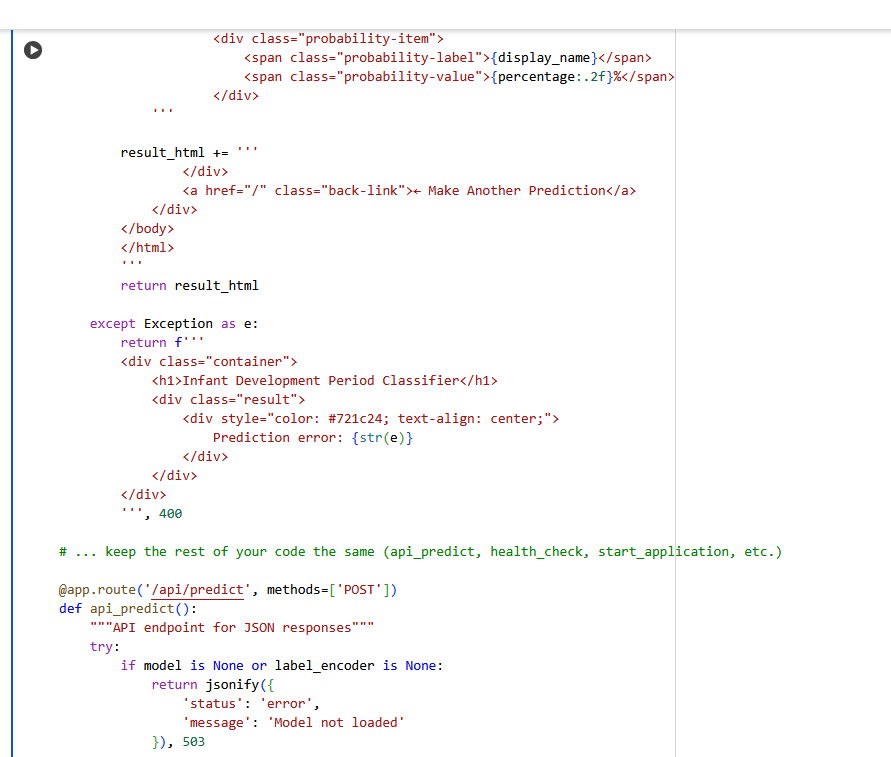 <div class="probability-item">
<span class="probability-label">{display_name}</span>
<span class="probability-value">{percentage:.2f}%</span>
</div>
'''
result_html += '''
</div>
<a href="/" class="back-link">← Make Another Prediction</a>
</div>
</body>
</html>
'''
return result_html
except Exception as e:
return f'''
<div class="container">
<h1>Infant Development Period Classifier</h1>
<div class="result">
<div style="color: #721c24; text-align: center;">
Prediction error: {str(e)}
</div>
</div>
</div>
''', 400
# ... keep the rest of your code the same (api_predict, health_check, start_application, etc.)
@app.route('/api/predict', methods=['POST'])
def api_predict():
"""API endpoint for JSON responses"""
try:
if model is None or label_encoder is None:
return jsonify({
'status': 'error',
'message': 'Model not loaded'
}), 503